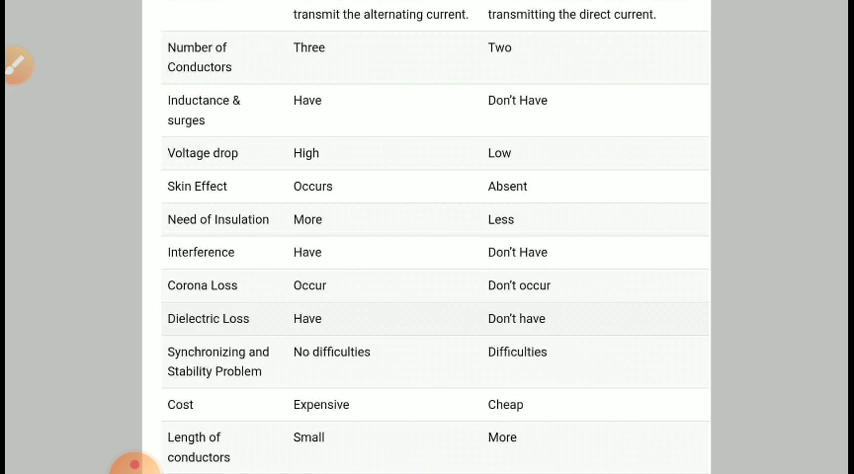 transmit the alternating current. transmitting the direct current.
Number of Three Two
Conductors
Inductance & Have Don't Have
surges
Voltage drop High Low
Skin Effect Occurs Absent
Need of Insulation More Less
Interference Have Don't Have
Corona Loss Occur Don't occur
Dielectric Loss Have Don't have
Synchronizing and No difficulties Difficulties
Stability Problem
Cost Expensive Cheap
Length of Small More
conductors